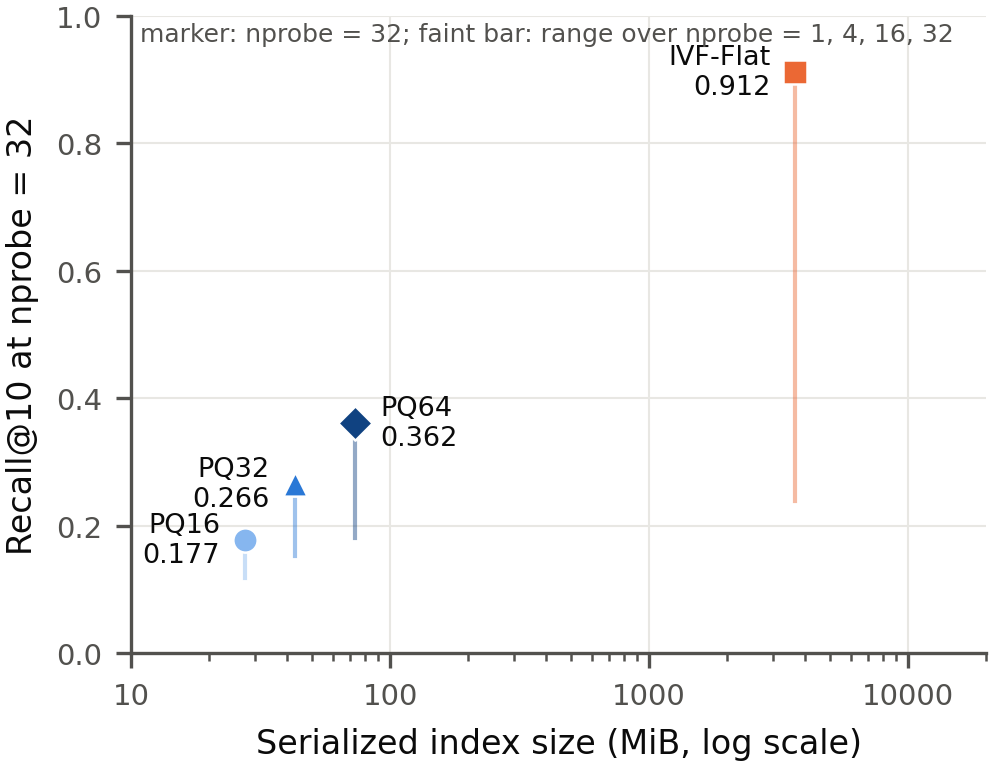 marker: nprobe = 32; faint bar: range over nprobe = 1, 4, 16, 32
IVF-Flat
0.912
PQ64
0.362
PQ32
0.266
PQ16
0.177
Recall@10 at nprobe = 32
1.0
0.8
0.6
0.4
0.2
0.0
10
100
1000
10000
Serialized index size (MiB, log scale)